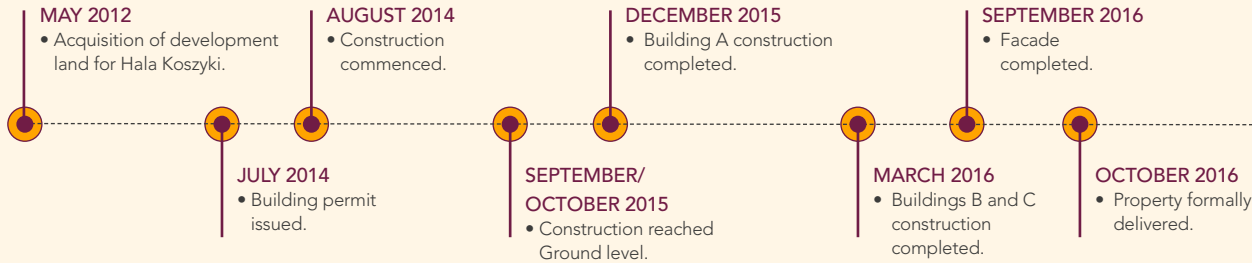 MAY 2012
• Acquisition of development
land for Hala Koszyki.
JULY 2014
• Building permit
issued.
AUGUST 2014
• Construction
commenced.
SEPTEMBER/
OCTOBER 2015
• Construction reached
Ground level.
DECEMBER 2015
• Building A construction
completed.
MARCH 2016
• Buildings B and C
construction
completed.
SEPTEMBER 2016
• Facade
completed.
OCTOBER 2016
• Property formally
delivered.